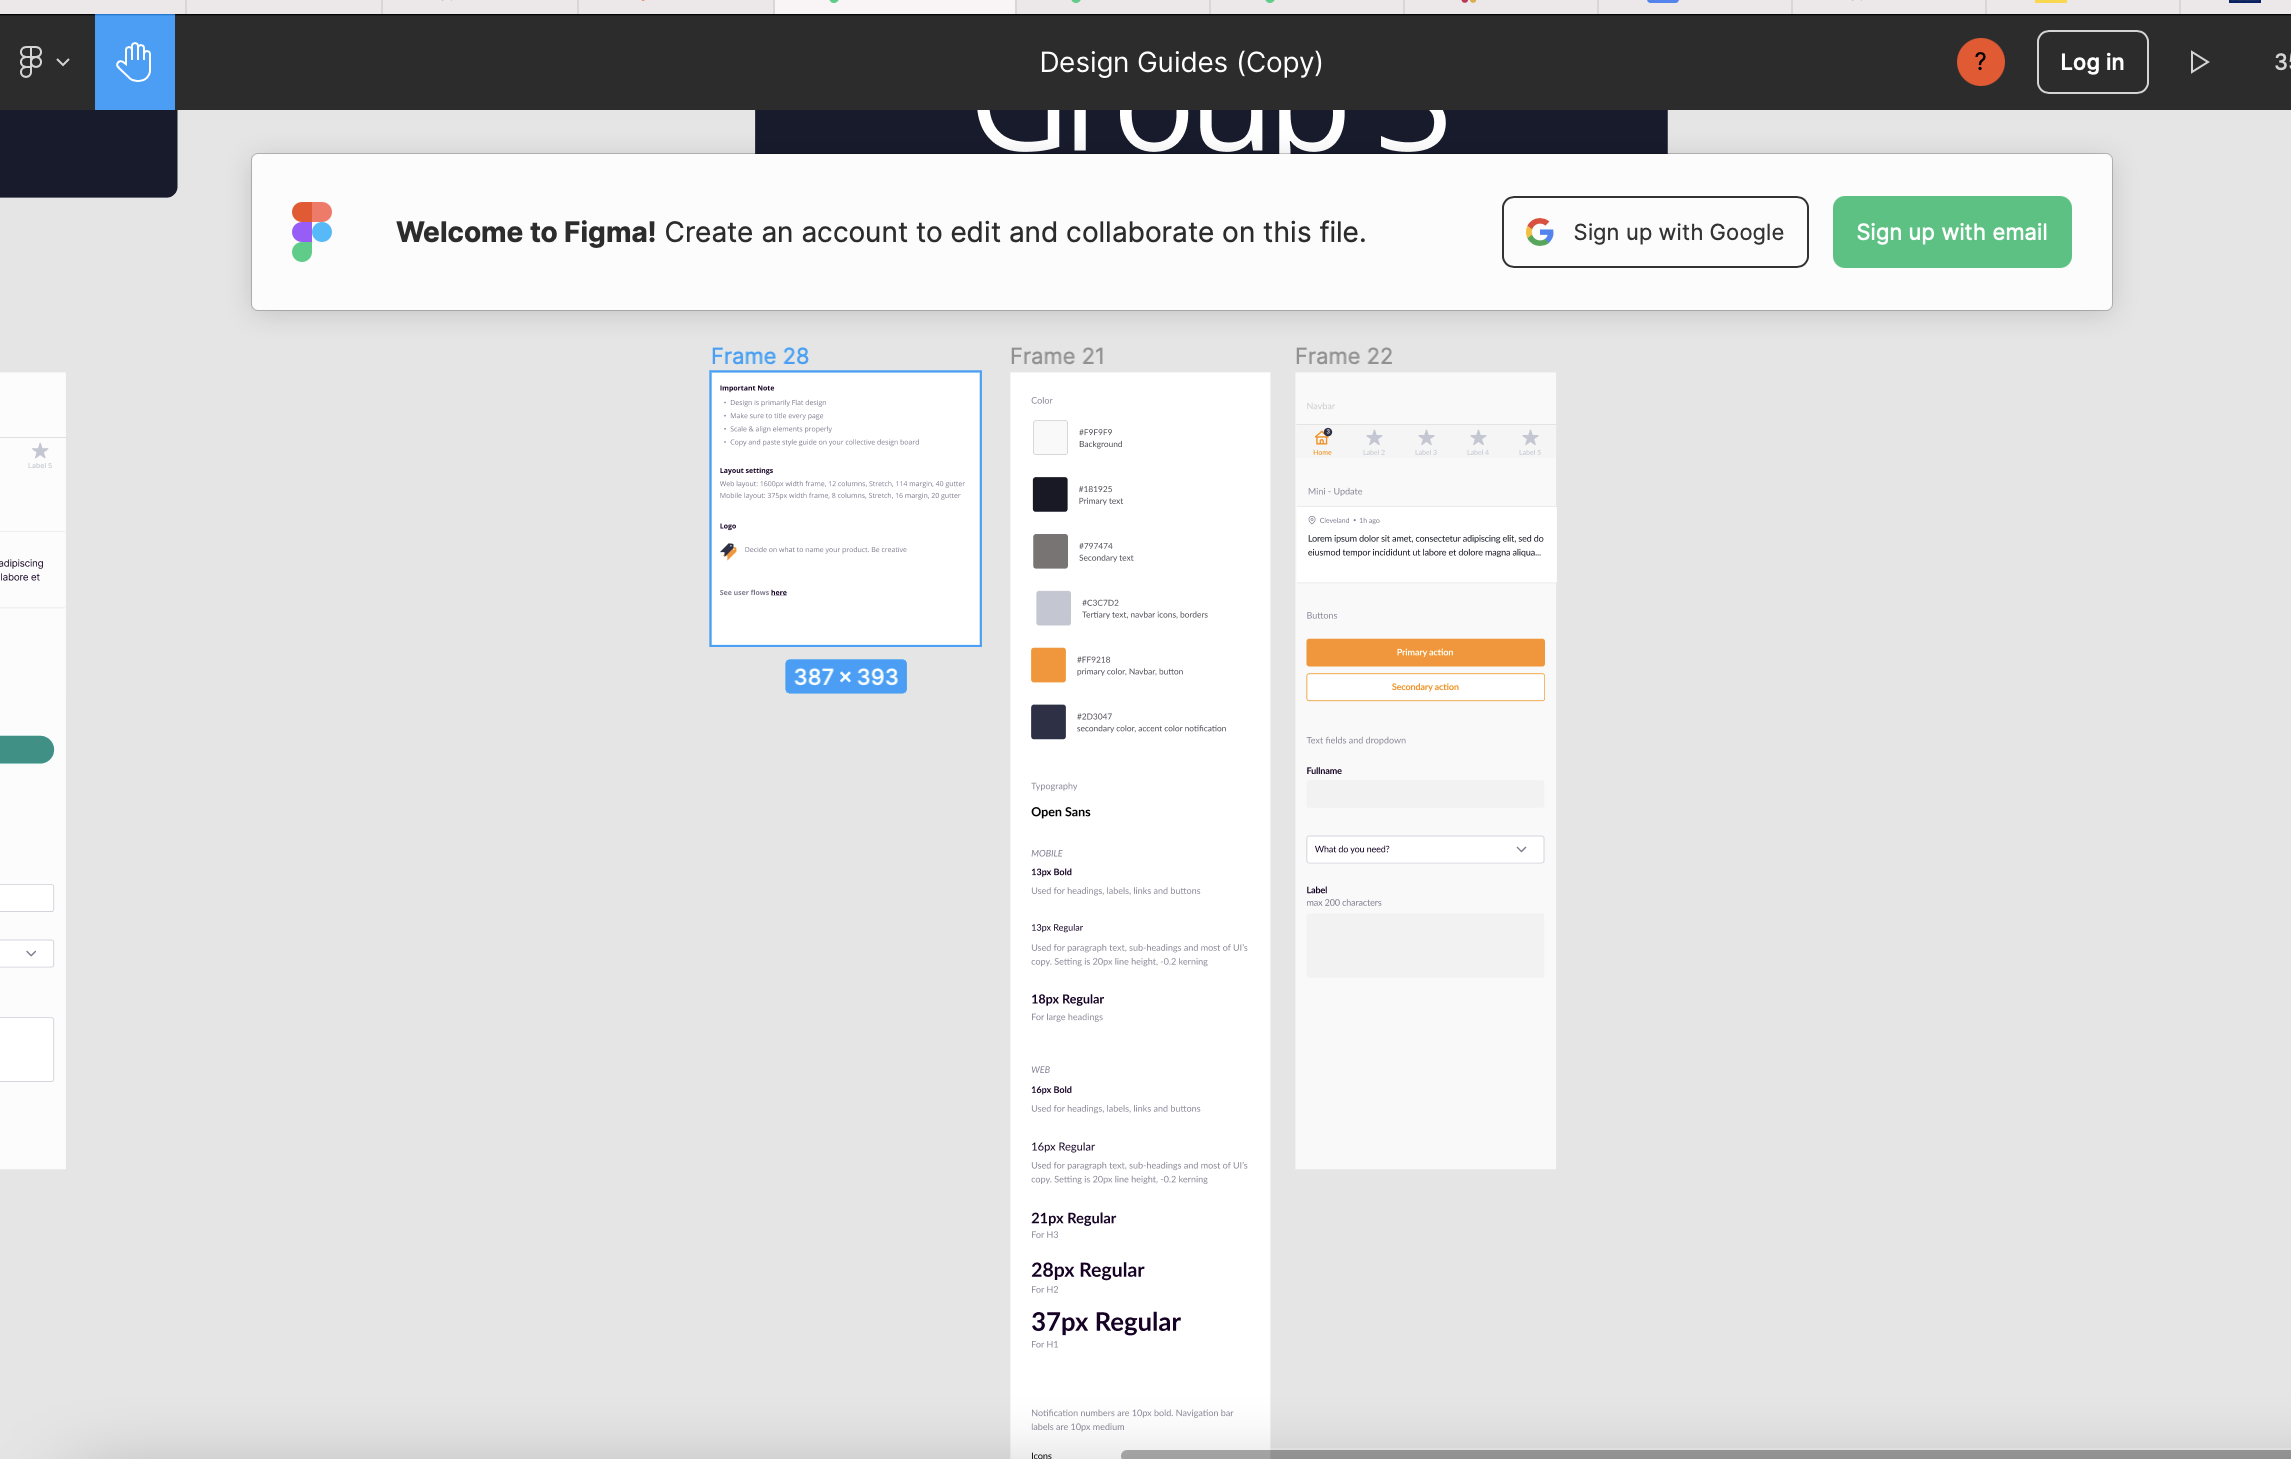 Design Guides (Copy)
?
Log in
Group 3
Welcome to Figma! Create an account to edit and collaborate on this file.
Sign up with Google
Sign up with email
Label 5
adipiscing
labore et
Frame 28
Important Note
• Design is primarily Flat design
• Make sure to title every page
• Scale & align elements properly
• Copy and paste style guide on your collective design board
Layout settings
Web layout: 1600px width frame, 12 columns, Stretch, 114 margin, 40 gutter
Mobile layout: 375px width frame, 8 columns, Stretch, 16 margin, 20 gutter
Logo
Decide on what to name your product. Be creative
See user flows here
387 × 393
Frame 21
Color
#F9F9F9
Background
#181925
Primary text
#797474
Secondary text
#C3C7D2
Tertiary text, navbar icons, borders
#FF9218
primary color, Navbar, button
#2D3047
secondary color, accent color notification
Typography
Open Sans
MOBILE
13px Bold
Used for headings, labels, links and buttons
13px Regular
Used for paragraph text, sub-headings and most of UI's
copy. Setting is 20px line height, -0.2 kerning
18px Regular
For large headings
WEB
16px Bold
Used for headings, labels, links and buttons
16px Regular
Used for paragraph text, sub-headings and most of UI's
copy. Setting is 20px line height, -0.2 kerning
21px Regular
For H3
28px Regular
For H2
37px Regular
For H1
Notification numbers are 10px bold. Navigation bar
labels are 10px medium
Icons
Frame 22
Navbar
Home
Label 2
Label 3
Label 4
Label 5
Mini - Update
Cleveland • 1h ago
Lorem ipsum dolor sit amet, consectetur adipiscing elit, sed do
eiusmod tempor incididunt ut labore et dolore magna aliqua...
Buttons
Primary action
Secondary action
Text fields and dropdown
Fullname
What do you need?
Label
max 200 characters